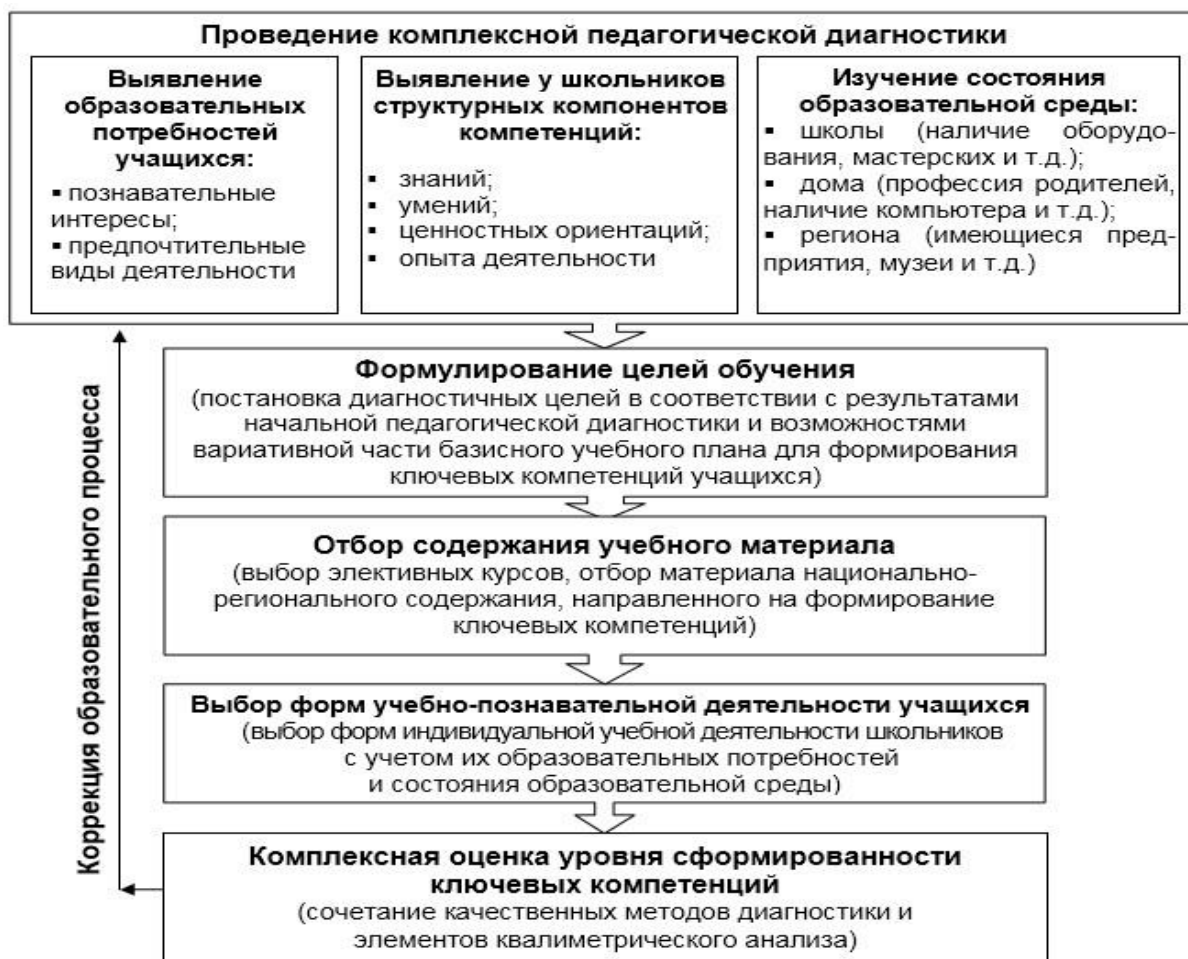 Проведение комплексной педагогической диагностики
Выявление
образовательных
потребностей
учащихся:
▪ познавательные
интересы;
▪ предпочтительные
виды деятельности
Выявление у школьников
структурных компонентов
компетенций:
▪ знаний;
▪ умений;
▪ ценностных ориентаций;
▪ опыта деятельности
Изучение состояния
образовательной среды:
▪ школы (наличие оборудо-
вания, мастерских и т.д.);
▪ дома (профессия родителей,
наличие компьютера и т.д.);
▪ региона (имеющиеся пред-
приятия, музеи и т.д.)
Формулирование целей обучения
(постановка диагностичных целей в соответствии с результатами
начальной педагогической диагностики и возможностями
вариативной части базисного учебного плана для формирования
ключевых компетенций учащихся)
Отбор содержания учебного материала
(выбор элективных курсов, отбор материала национально-
регионального содержания, направленного на формирование
ключевых компетенций)
Выбор форм учебно-познавательной деятельности учащихся
(выбор форм индивидуальной учебной деятельности школьников
с учетом их образовательных потребностей
и состояния образовательной среды)
Комплексная оценка уровня сформированности
ключевых компетенций
(сочетание качественных методов диагностики и
элементов квалиметрического анализа)
Коррекция образовательного процесса